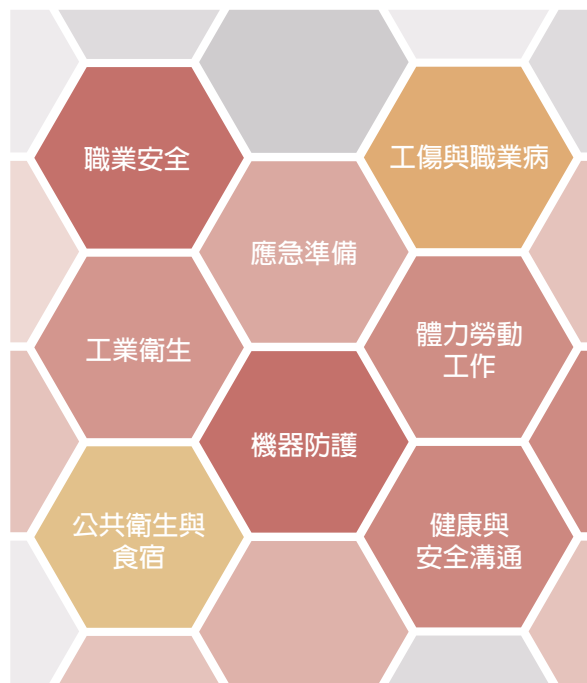 職業安全
工傷與職業病
應急準備
工業衛生
體力勞動
工作
機器防護
公共衛生與
食宿
健康與
安全溝通